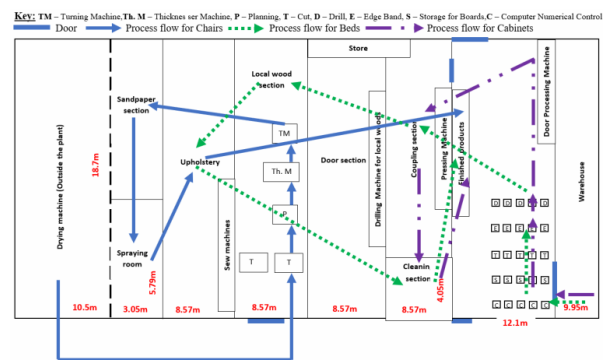 Key: TM – Turning Machine,Th. M – Thicknes ser Machine, P – Planning, T – Cut, D – Drill, E – Edge Band, S – Storage for Boards,C – Computer Numerical Control
Door Process flow for Chairs Process flow for Beds Process flow for Cabinets
Store
Local wood
section
Sandpaper
section
TM
Upholstery
Th. M
P
Door section
T T
Sew machines
Spraying
room
Drying machine (Outside the plant)
18.7m
5.79m
Drilling Machine for local woods
Coupling section
Pressing Machine
Finished products
Cleanin
section
4.05m
Door Processing Machine
Warehouse
D D D D D
E E E E E
T T T T T
S S S S S
C C C C C
10.5m 3.05m 8.57m 8.57m 8.57m 8.57m 12.1m 9.95m